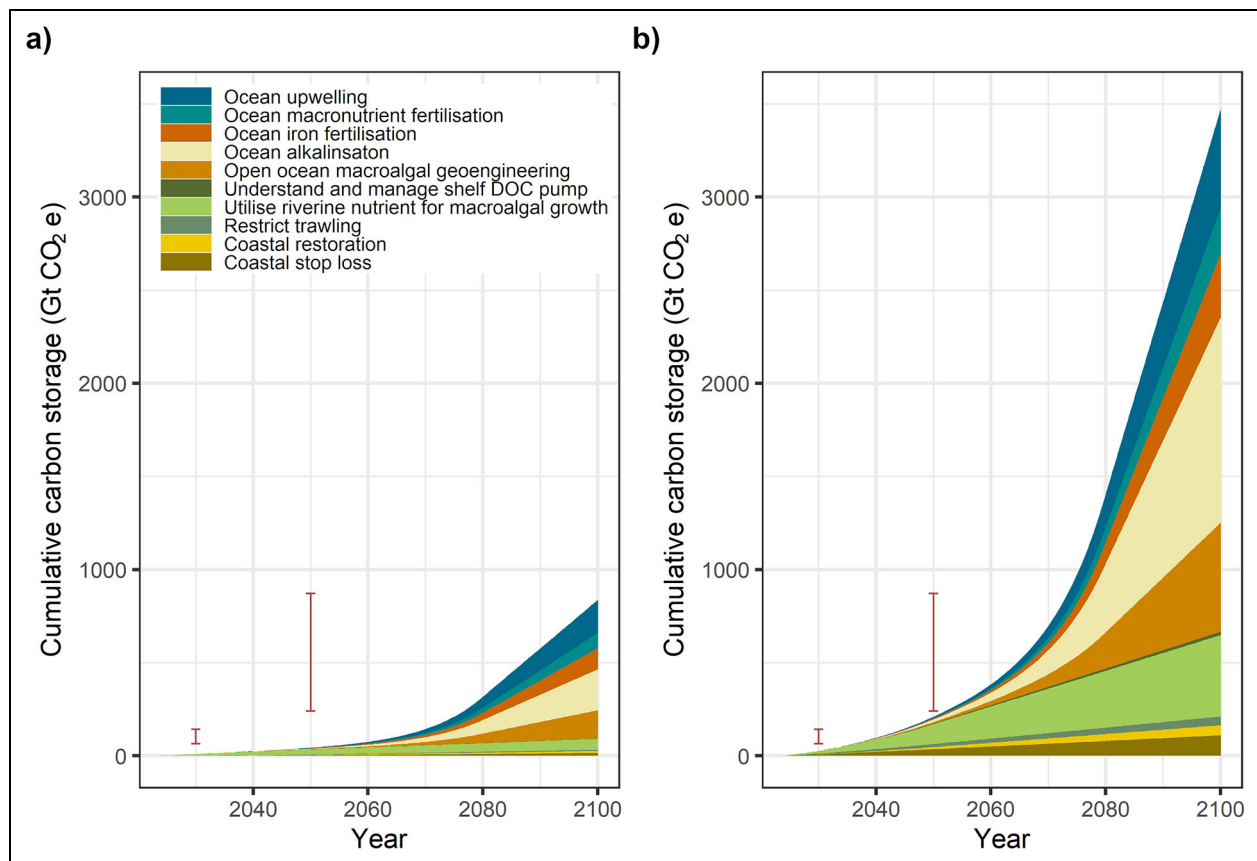 a)
Cumulative carbon storage (Gt CO₂ e)
3000
2000
1000
0
Ocean upwelling
Ocean macronutrient fertilisation
Ocean iron fertilisation
Ocean alkalinsaton
Open ocean macroalgal geoengineering
Understand and manage shelf DOC pump
Utilise riverine nutrient for macroalgal growth
Restrict trawling
Coastal restoration
Coastal stop loss
2040 2060 2080 2100
Year
b)
Cumulative carbon storage (Gt CO₂ e)
3000
2000
1000
0
2040 2060 2080 2100
Year